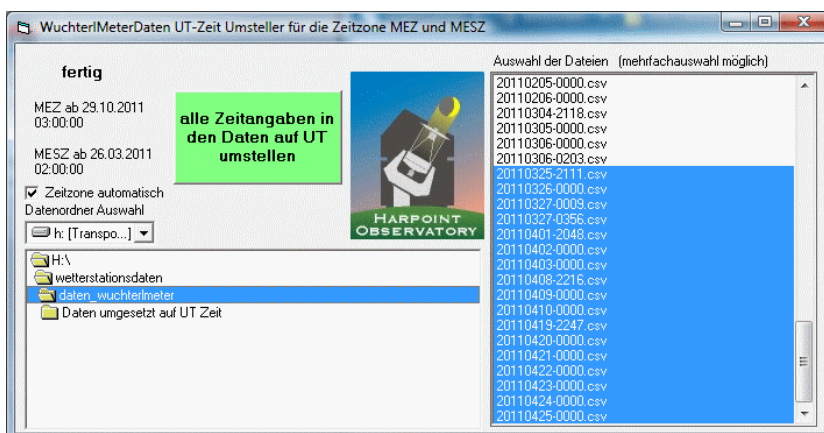 WuchterlMeterDaten UT-Zeit Umsteller für die Zeitzone MEZ und MESZ
fertig
MEZ ab 29.10.2011
03:00:00
MESZ ab 26.03.2011
02:00:00
Zeitzone automatisch
Datenordner Auswahl
h: [Transpo...]
alle Zeitangaben in
den Daten auf UT
umstellen
HARPOINT
OBSERVATORY
H:\
wetterstationsdaten
daten_wuchterlmeter
Daten umgesetzt auf UT Zeit
Auswahl der Dateien (mehrfachauswahl möglich)
20110205-0000.csv
20110206-0000.csv
20110304-2118.csv
20110305-0000.csv
20110306-0000.csv
20110306-0203.csv
20110325-2111.csv
20110326-0000.csv
20110327-0009.csv
20110327-0356.csv
20110401-2048.csv
20110402-0000.csv
20110403-0000.csv
20110408-2216.csv
20110409-0000.csv
20110410-0000.csv
20110419-2247.csv
20110420-0000.csv
20110421-0000.csv
20110422-0000.csv
20110423-0000.csv
20110424-0000.csv
20110425-0000.csv